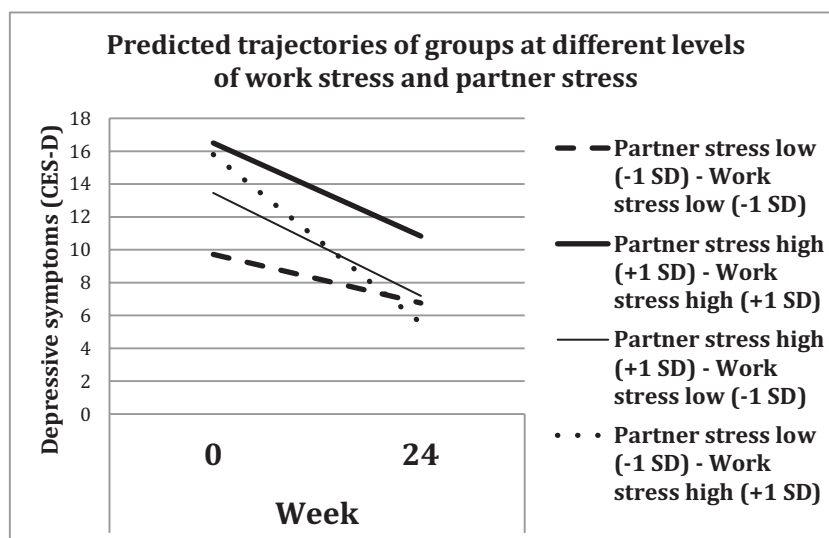 Predicted trajectories of groups at different levels
of work stress and partner stress
Depressive symptoms (CES-D)
18
16
14
12
10
8
6
4
2
0
0 24
Week
Partner stress low
(-1 SD) - Work
stress low (-1 SD)
Partner stress high
(+1 SD) - Work
stress high (+1 SD)
Partner stress high
(+1 SD) - Work
stress low (-1 SD)
Partner stress low
(-1 SD) - Work
stress high (+1 SD)